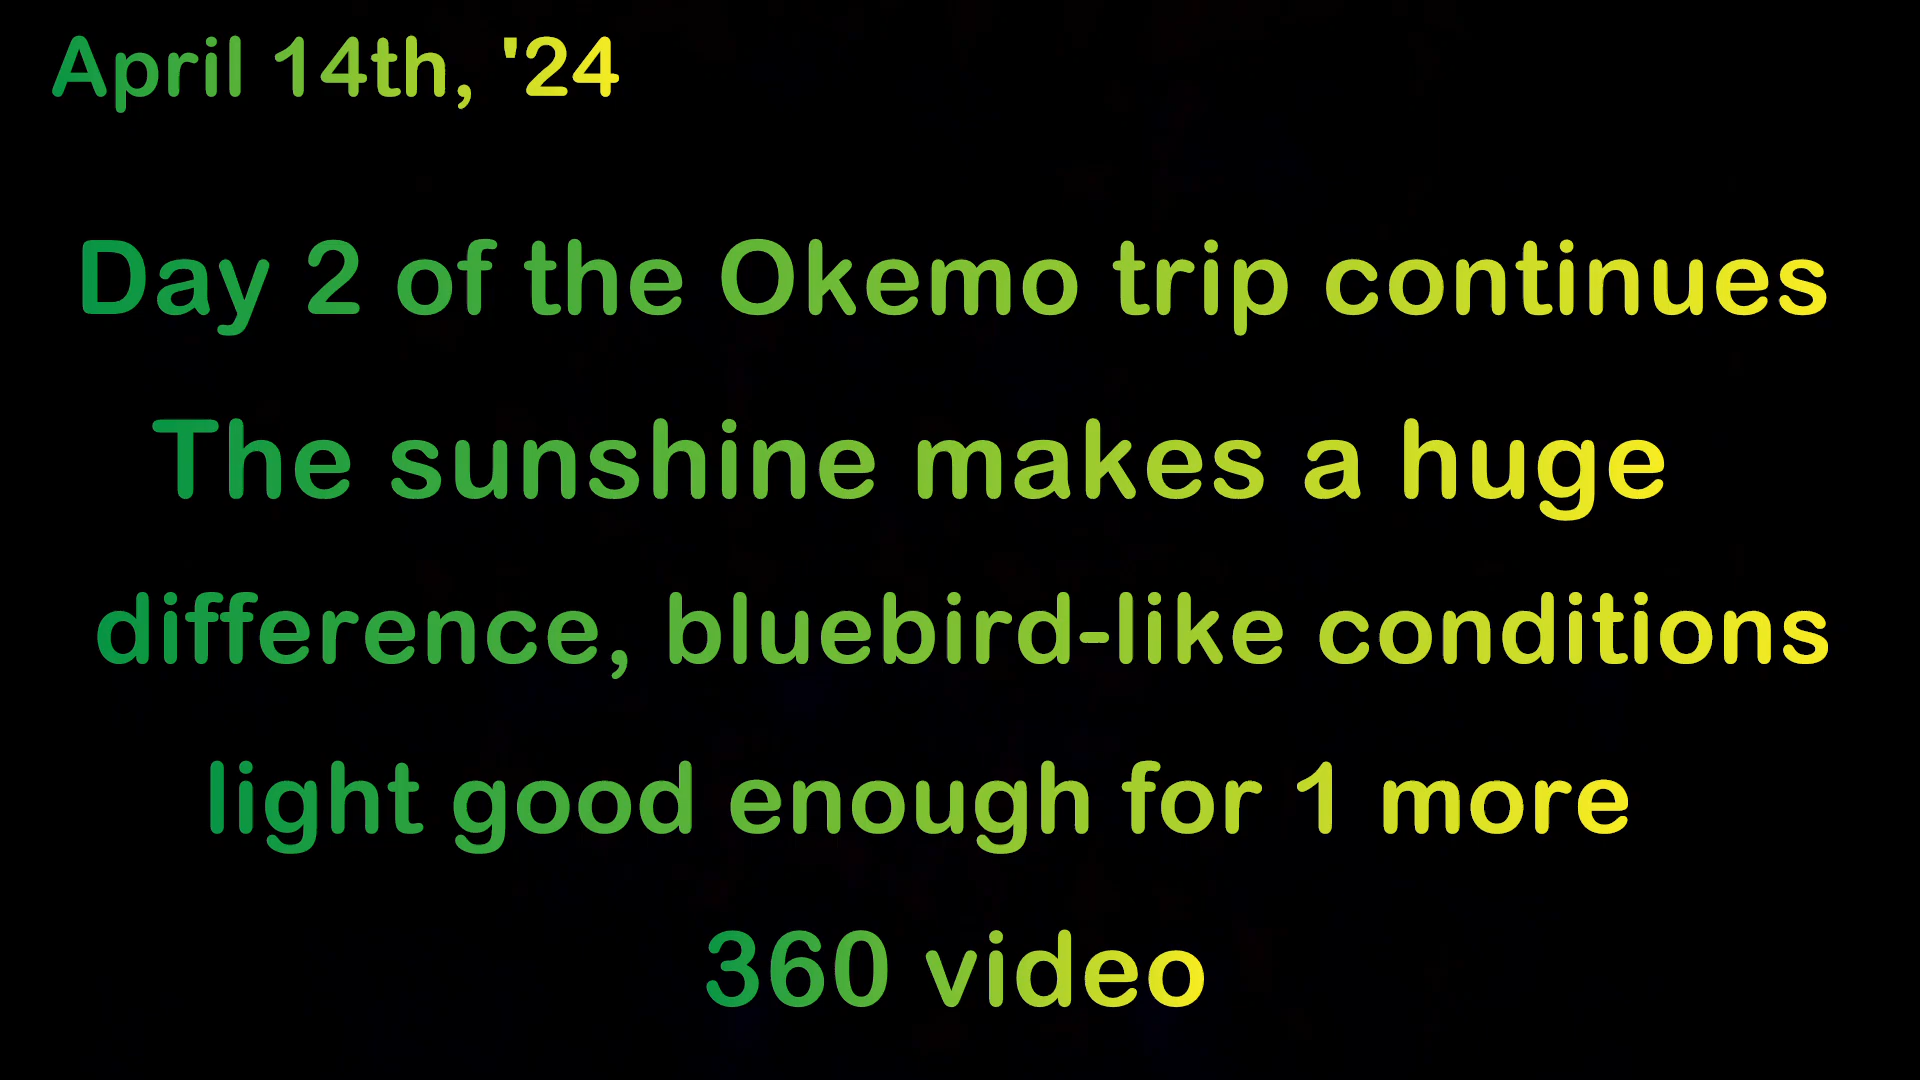 April 14th, '24
Day 2 of the Okemo trip continues
The sunshine makes a huge
difference, bluebird-like conditions
light good enough for 1 more
360 video